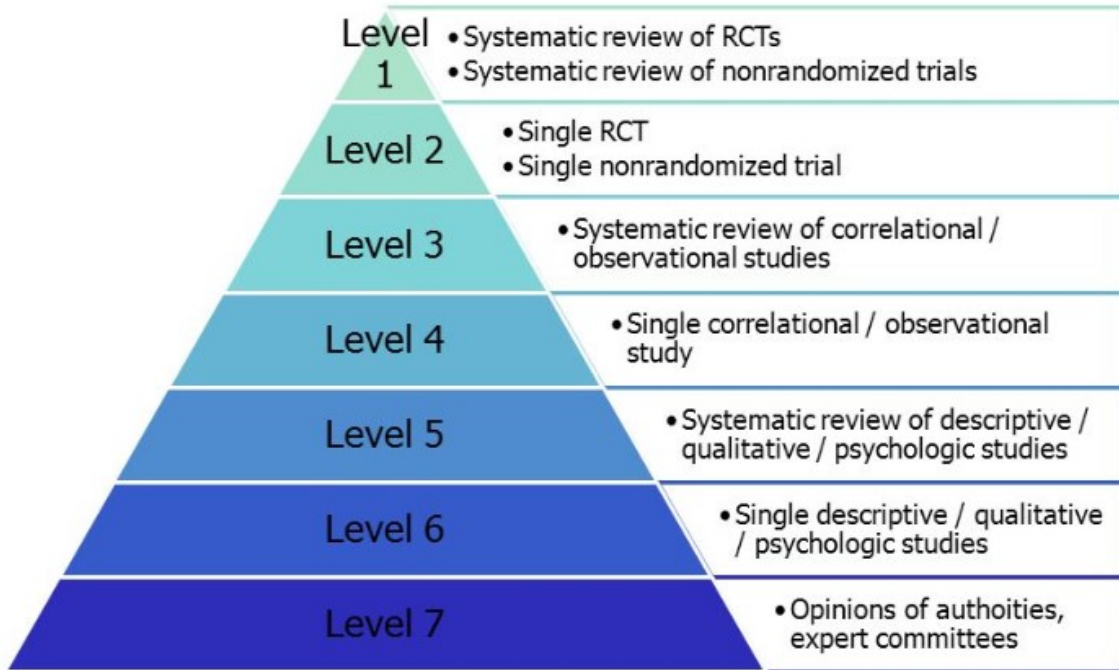 Level
1
• Systematic review of RCTs
• Systematic review of nonrandomized trials
Level 2
• Single RCT
• Single nonrandomized trial
Level 3
• Systematic review of correlational /
observational studies
Level 4
• Single correlational / observational
study
Level 5
• Systematic review of descriptive /
qualitative / psychologic studies
Level 6
• Single descriptive / qualitative
/ psychologic studies
Level 7
• Opinions of authoities,
expert committees